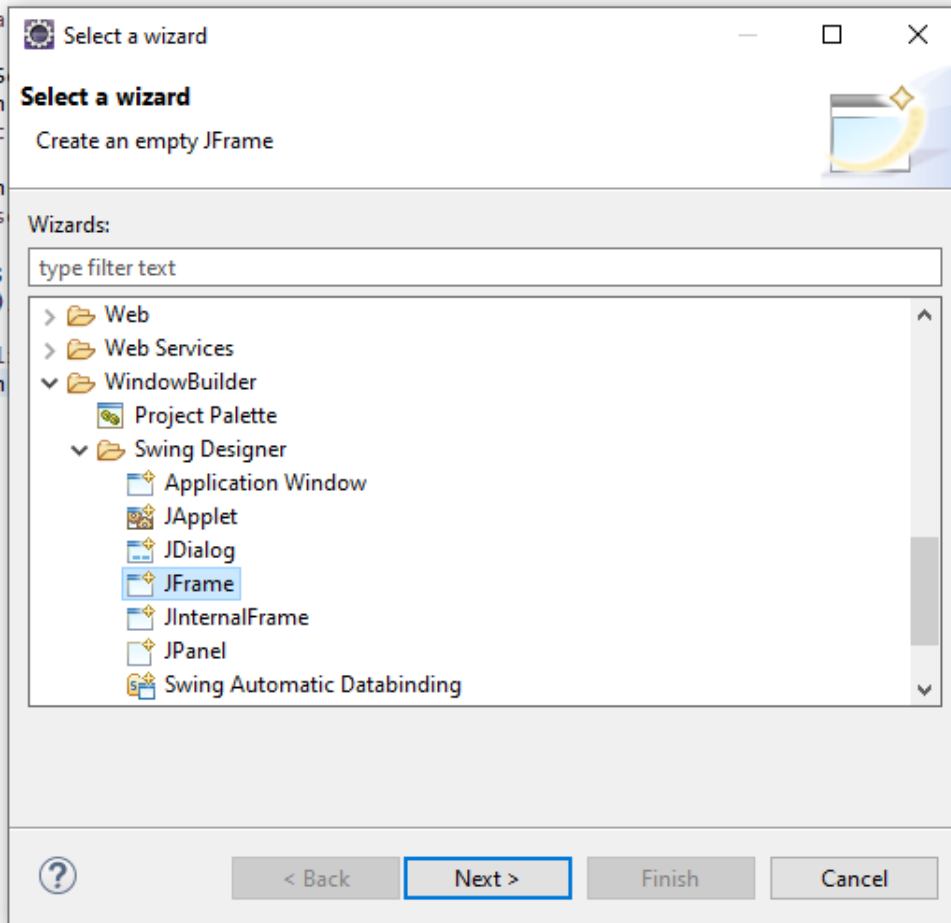 Select a wizard
Select a wizard
Create an empty JFrame
Wizards:
type filter text
Web
Web Services
WindowBuilder
Project Palette
Swing Designer
Application Window
JApplet
JDialog
JFrame
JInternalFrame
JPanel
Swing Automatic Databinding
? < Back Next > Finish Cancel